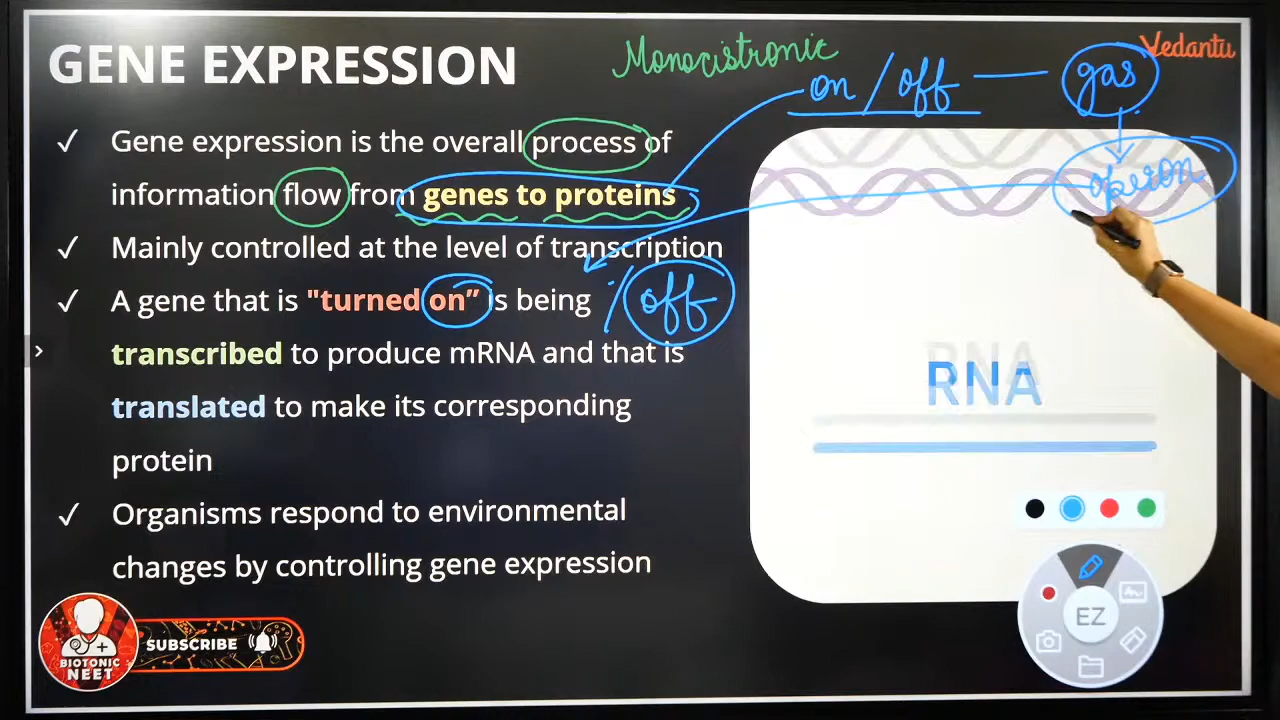 GENE EXPRESSION
Monocistronic
on / off — gas
Vedantu
operon
✓ Gene expression is the overall process of
information flow from genes to proteins
✓ Mainly controlled at the level of transcription
✓ A gene that is "turned on" is being / off
transcribed to produce mRNA and that is
translated to make its corresponding
protein
✓ Organisms respond to environmental
changes by controlling gene expression
RNA
RNA
EZ
BIOTONIC
NEET
SUBSCRIBE